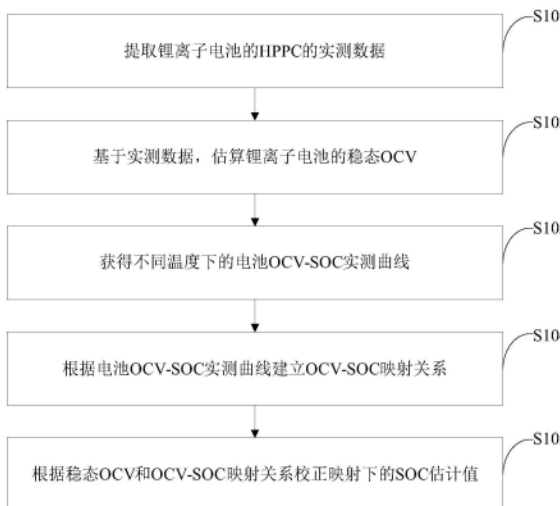 S10
提取锂离子电池的HPPC的实测数据
S10
基于实测数据，估算锂离子电池的稳态OCV
S10
获得不同温度下的电池OCV-SOC实测曲线
S10
根据电池OCV-SOC实测曲线建立OCV-SOC映射关系
S10
根据稳态OCV和OCV-SOC映射关系校正映射下的SOC估计值